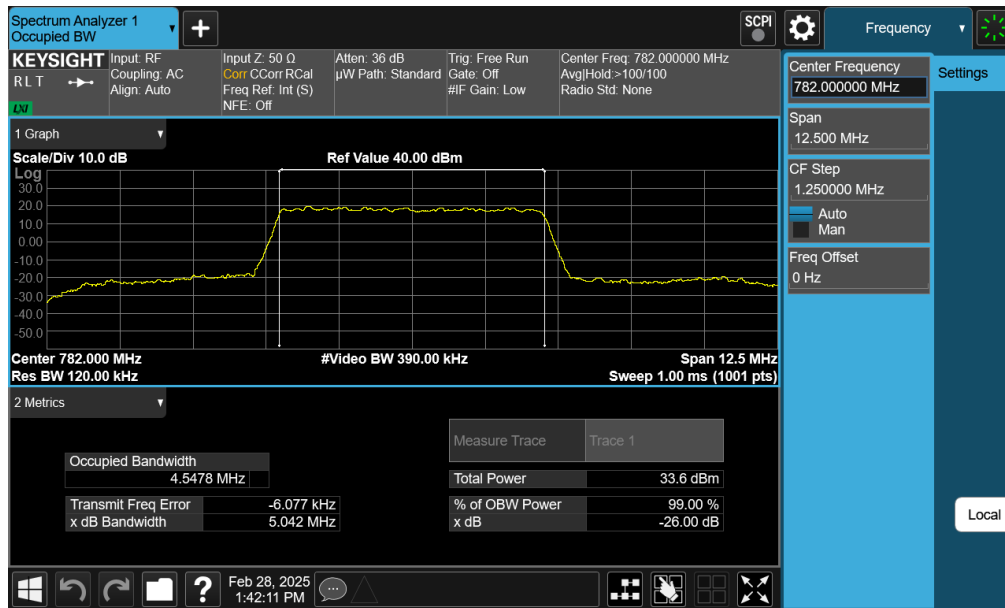 Spectrum Analyzer 1
Occupied BW
+
SCPI
Frequency
KEYSIGHT
R L T
LXI
Input: RF
Coupling: AC
Align: Auto
Input Z: 50 Ω
Corr CCorr RCal
Freq Ref: Int (S)
NFE: Off
Atten: 36 dB
µW Path: Standard
Trig: Free Run
Gate: Off
#IF Gain: Low
Center Freq: 782.000000 MHz
Avg|Hold:>100/100
Radio Std: None
Center Frequency
782.000000 MHz
Settings
Span
12.500 MHz
CF Step
1.250000 MHz
Auto
Man
Freq Offset
0 Hz
Local
1 Graph
Scale/Div 10.0 dB
Ref Value 40.00 dBm
Log
30.0
20.0
10.0
0.00
-10.0
-20.0
-30.0
-40.0
-50.0
Center 782.000 MHz
#Video BW 390.00 kHz
Span 12.5 MHz
Res BW 120.00 kHz
Sweep 1.00 ms (1001 pts)
2 Metrics
Measure Trace
Trace 1
Occupied Bandwidth
4.5478 MHz
Total Power
33.6 dBm
Transmit Freq Error
-6.077 kHz
% of OBW Power
99.00 %
x dB Bandwidth
5.042 MHz
x dB
-26.00 dB
?
Feb 28, 2025
1:42:11 PM